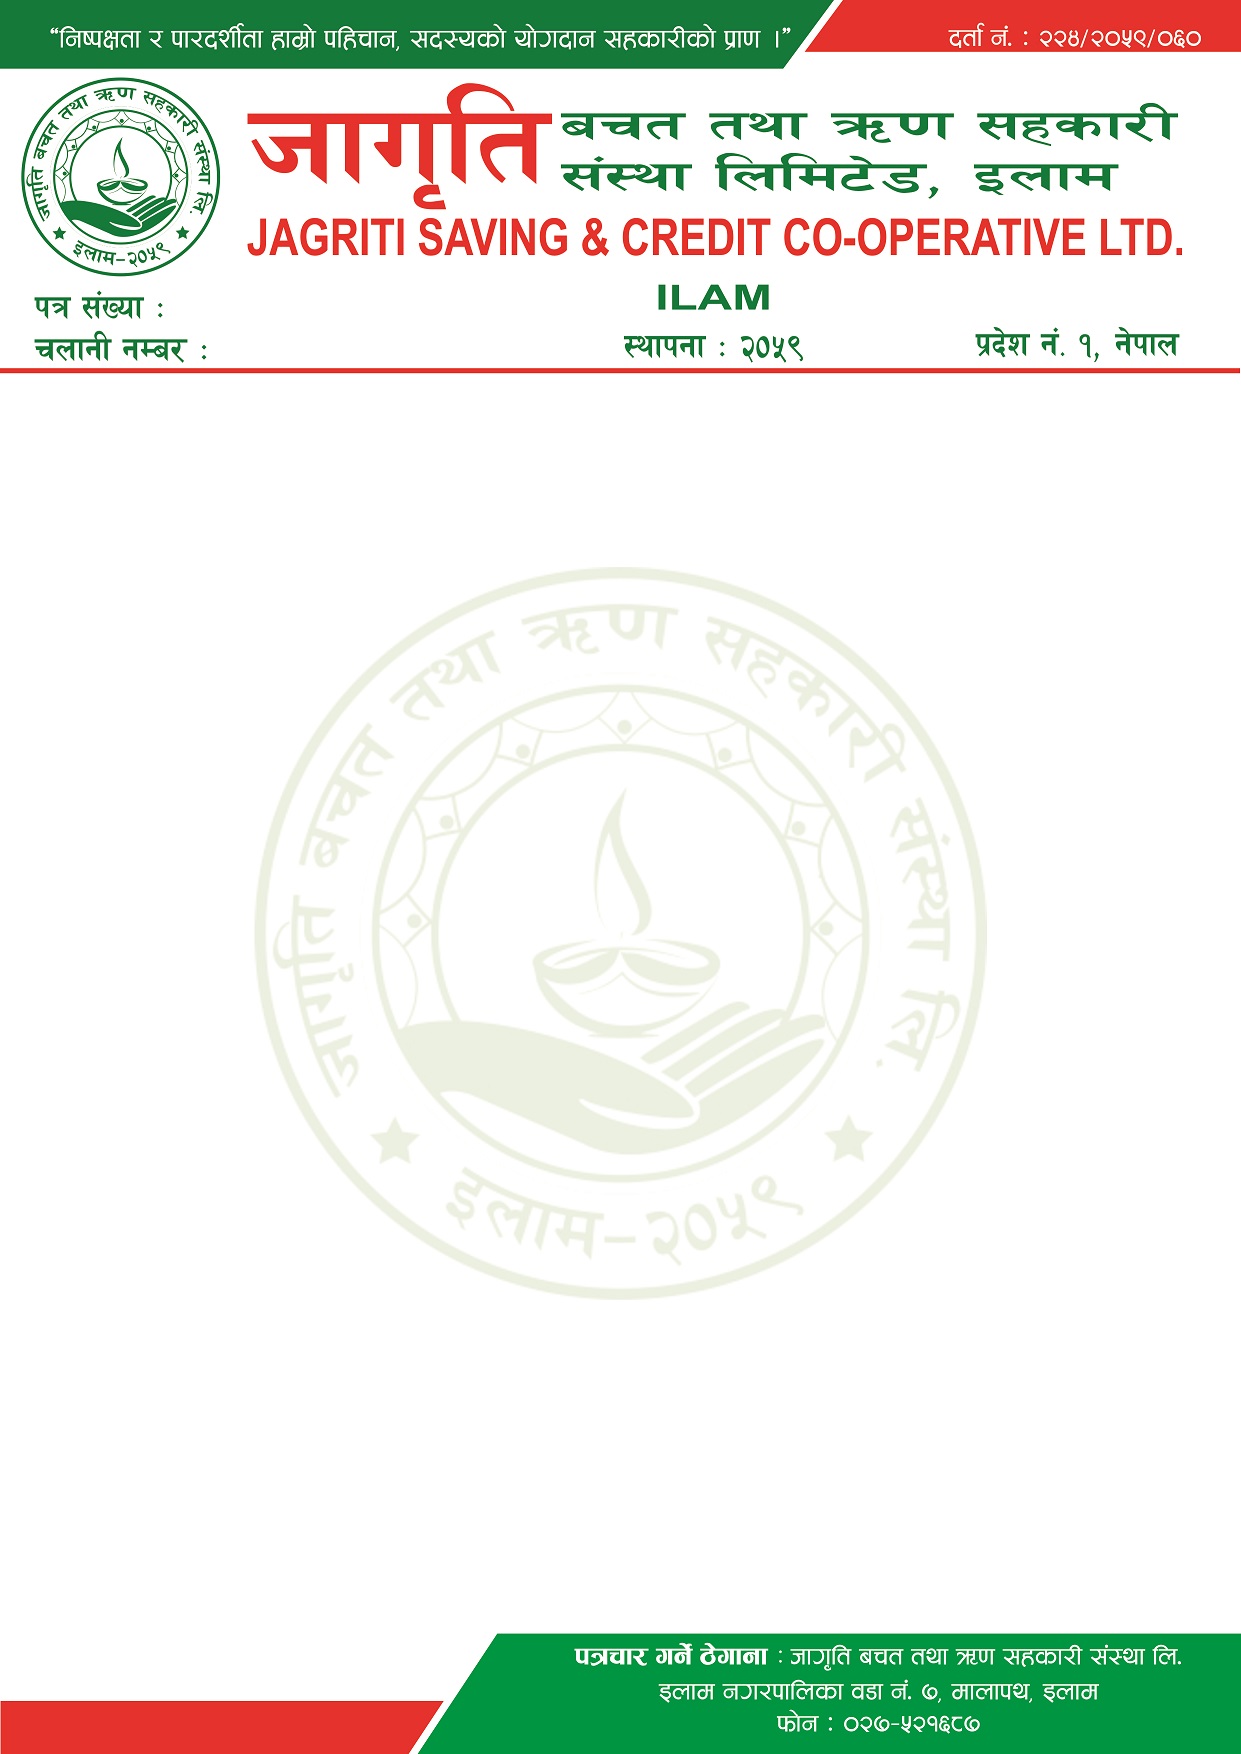 “निष्पक्षता र पारदर्शीता हाम्रो पहिचान, सदस्यको योगदान सहकारीको प्राण ।”
दर्ता नं. : २२४/२०५९/०६०
जागृति बचत तथा ऋण सहकारी
संस्था लिमिटेड, इलाम
जागृति बचत तथा ऋण सहकारी संस्था लि.
इलाम-२०५९
JAGRITI SAVING & CREDIT CO-OPERATIVE LTD.
ILAM
पत्र संख्या :
चलानी नम्बर :
स्थापना : २०५९
प्रदेश नं. १, नेपाल
जागृति बचत तथा ऋण सहकारी संस्था लि.
इलाम-२०५९
पत्रचार गर्ने ठेगाना : जागृति बचत तथा ऋण सहकारी संस्था लि.
इलाम नगरपालिका वडा नं. ७, मालापथ, इलाम
फोन : ०२७-५२१६८७